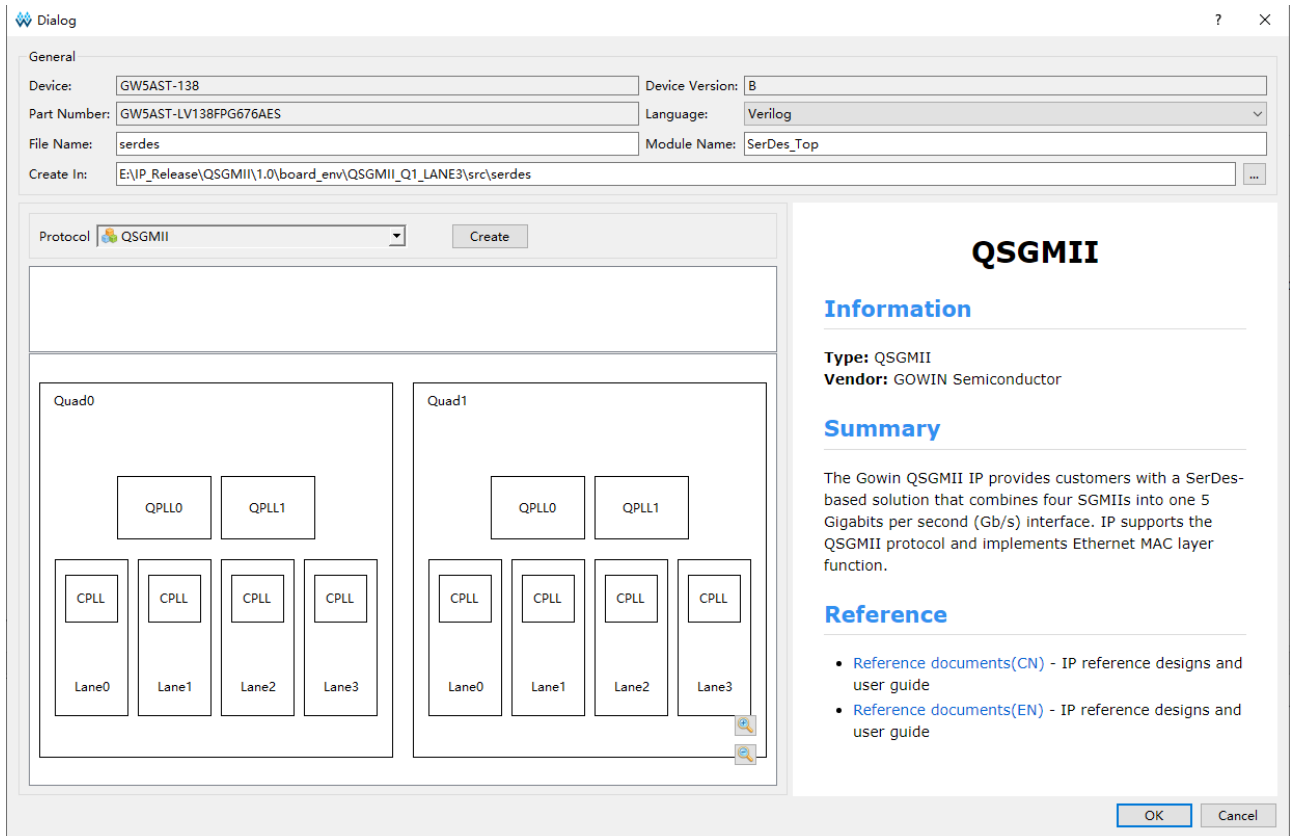 Dialog
?
General
Device: GW5AST-138 Device Version: B
Part Number: GW5AST-LV138FPG676AES Language: Verilog
File Name: serdes Module Name: SerDes_Top
Create In: E:\IP_Release\QSGMII\1.0\board_env\QSGMII_Q1_LANE3\src\serdes ...
Protocol QSGMII Create
Quad0
QPLL0 QPLL1
CPLL CPLL CPLL CPLL
Lane0 Lane1 Lane2 Lane3
Quad1
QPLL0 QPLL1
CPLL CPLL CPLL CPLL
Lane0 Lane1 Lane2 Lane3
QSGMII
Information
Type: QSGMII
Vendor: GOWIN Semiconductor
Summary
The Gowin QSGMII IP provides customers with a SerDes-
based solution that combines four SGMIIs into one 5
Gigabits per second (Gb/s) interface. IP supports the
QSGMII protocol and implements Ethernet MAC layer
function.
Reference
• Reference documents(CN) - IP reference designs and
user guide
• Reference documents(EN) - IP reference designs and
user guide
OK Cancel